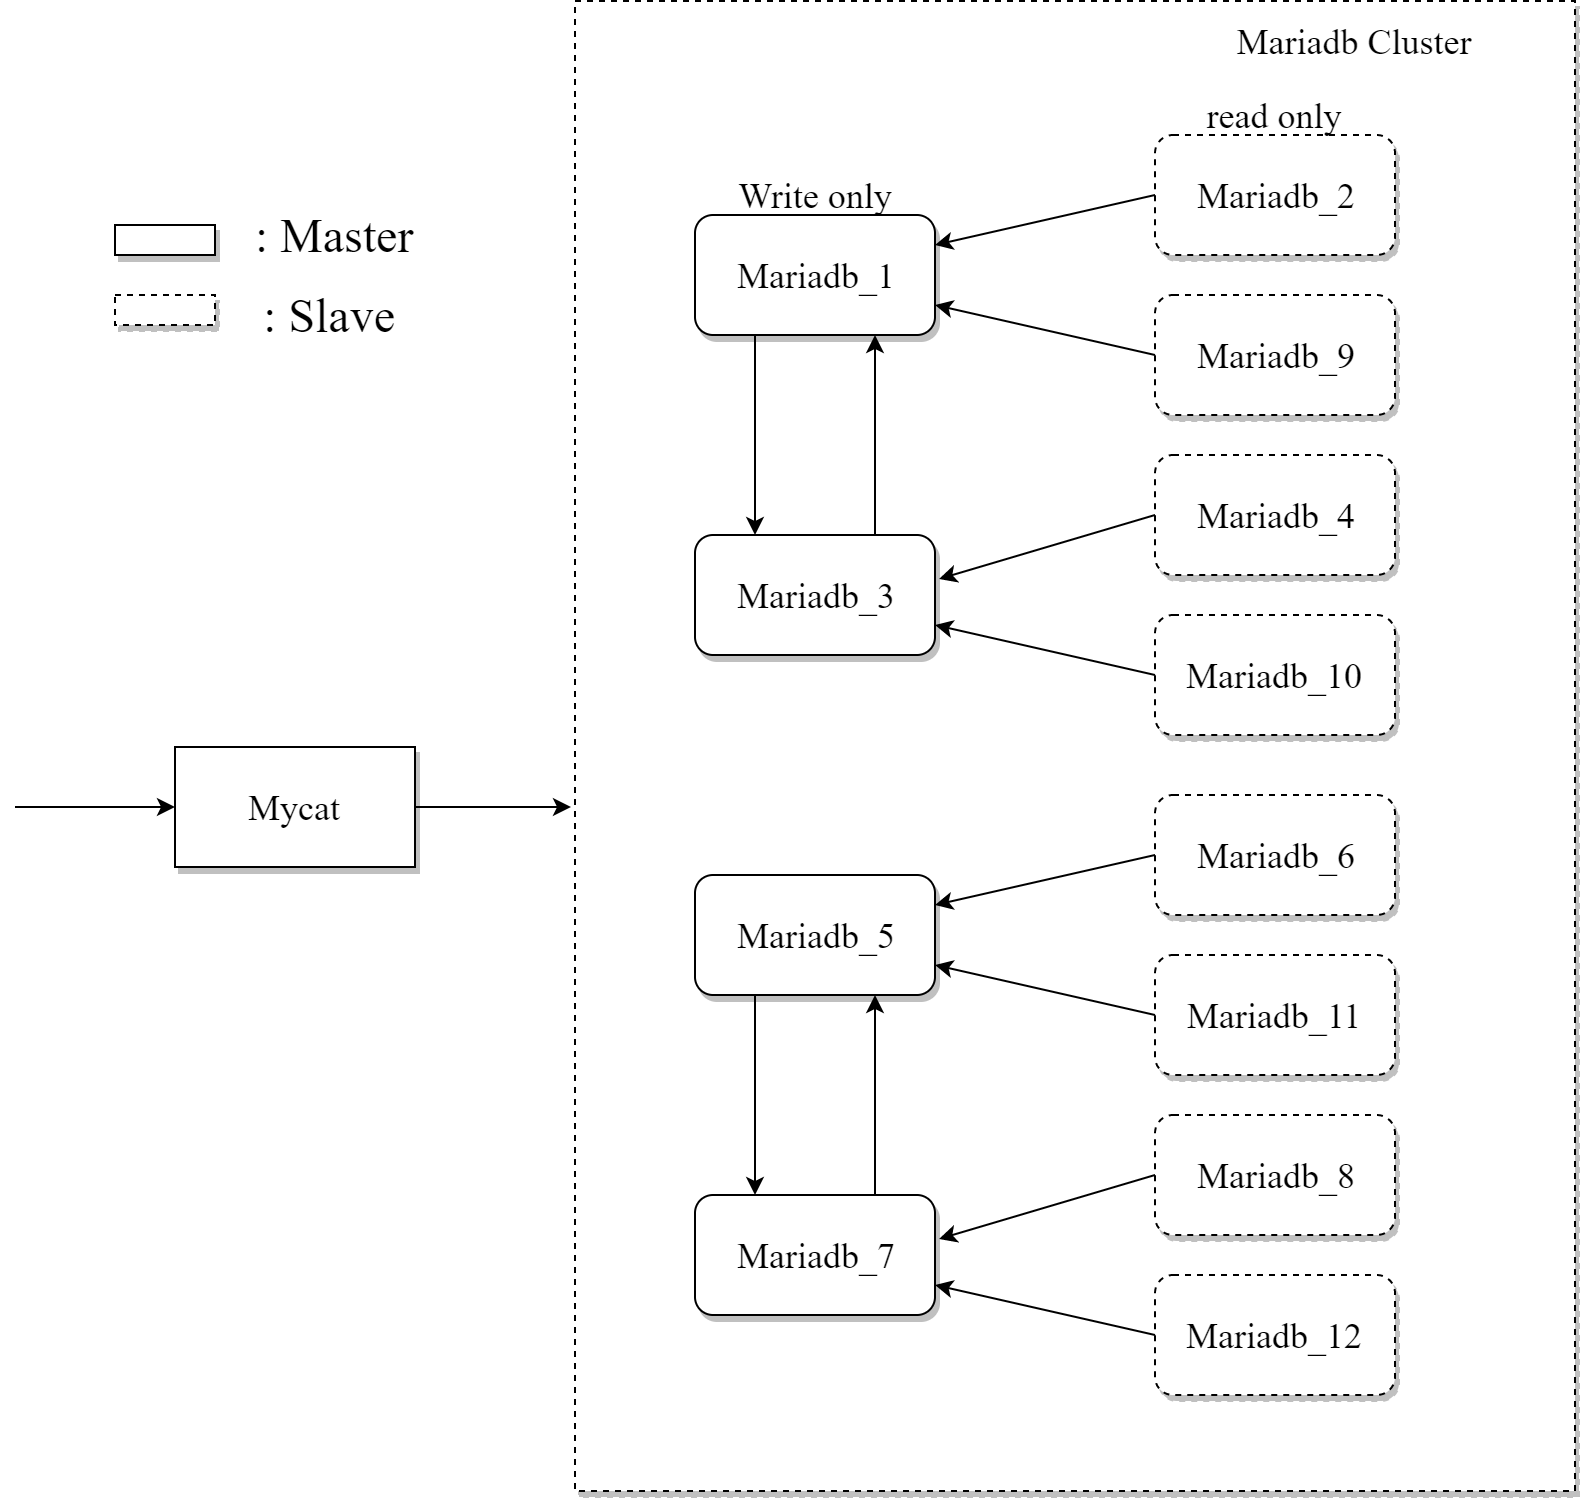 Mariadb Cluster
read only
Mariadb_2
Write only
Mariadb_1
: Master
: Slave
Mariadb_9
Mariadb_4
Mariadb_3
Mariadb_10
Mycat
Mariadb_6
Mariadb_5
Mariadb_11
Mariadb_8
Mariadb_7
Mariadb_12